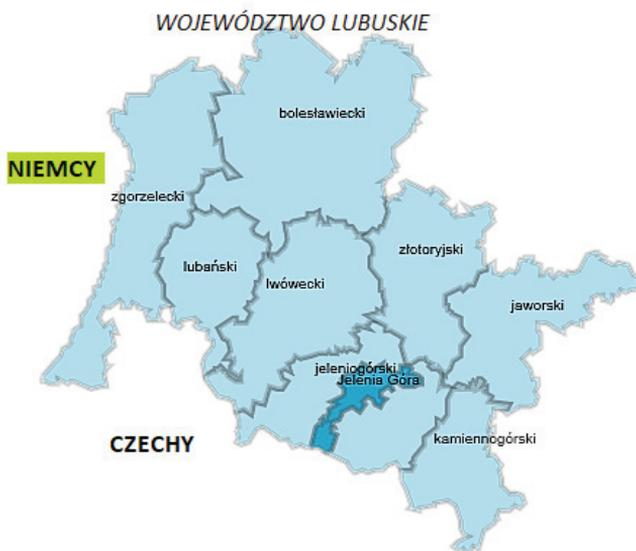 WOJEWÓDZTWO LUBUSKIE
bolesławiecki
NIEMCY
zgorzelecki
złotoryjski
lubański
lwówecki
jaworski
jeleniogórski
Jelenia Góra
CZECHY
kamiennogórski